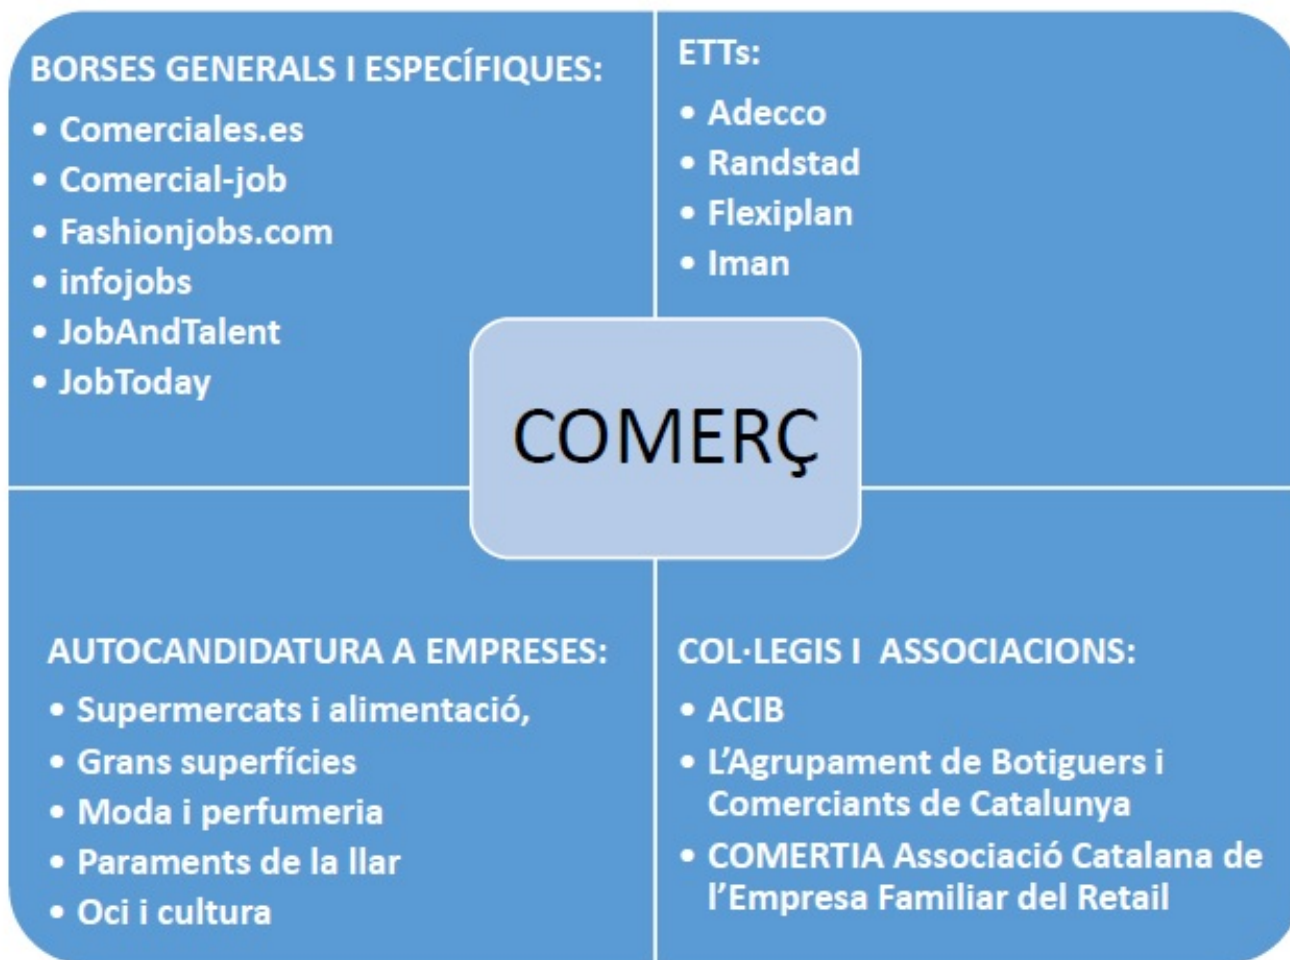 BORSES GENERALS I ESPECÍFIQUES:
• Comerciales.es
• Comercial-job
• Fashionjobs.com
• infojobs
• JobAndTalent
• JobToday
ETTs:
• Adecco
• Randstad
• Flexiplan
• Iman
COMERÇ
AUTOCANDIDATURA A EMPRESES:
• Supermercats i alimentació,
• Grans superfícies
• Moda i perfumeria
• Paraments de la llar
• Oci i cultura
COL·LEGIS I ASSOCIACIONS:
• ACIB
• L’Agrupament de Botiguers i
Comerciants de Catalunya
• COMERTIA Associació Catalana de
l’Empresa Familiar del Retail